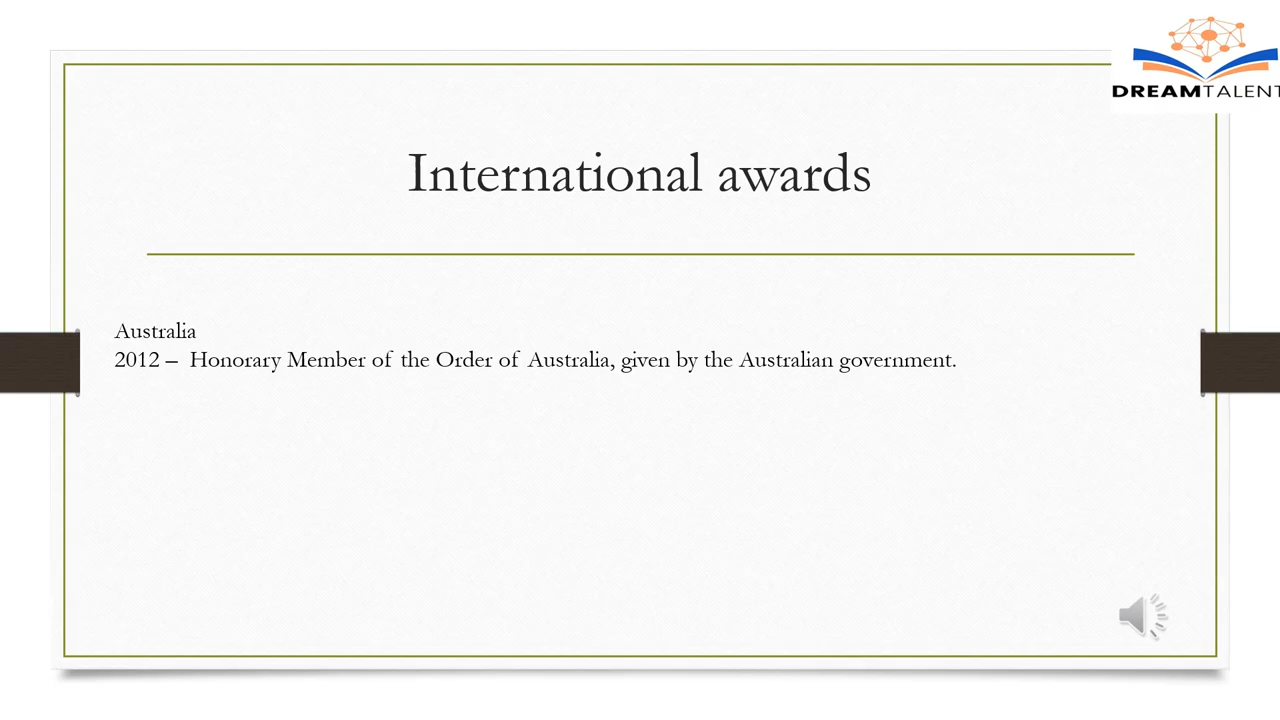 DREAMTALENT
International awards
Australia
2012 – Honorary Member of the Order of Australia, given by the Australian government.